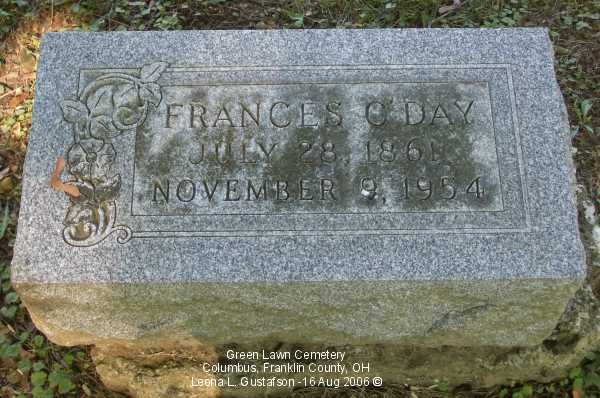 FRANCES O'DAY
JULY 28, 1861
NOVEMBER 9, 1954
Green Lawn Cemetery
Columbus, Franklin County, OH
Leona L. Gustafson -16 Aug 2006 ©